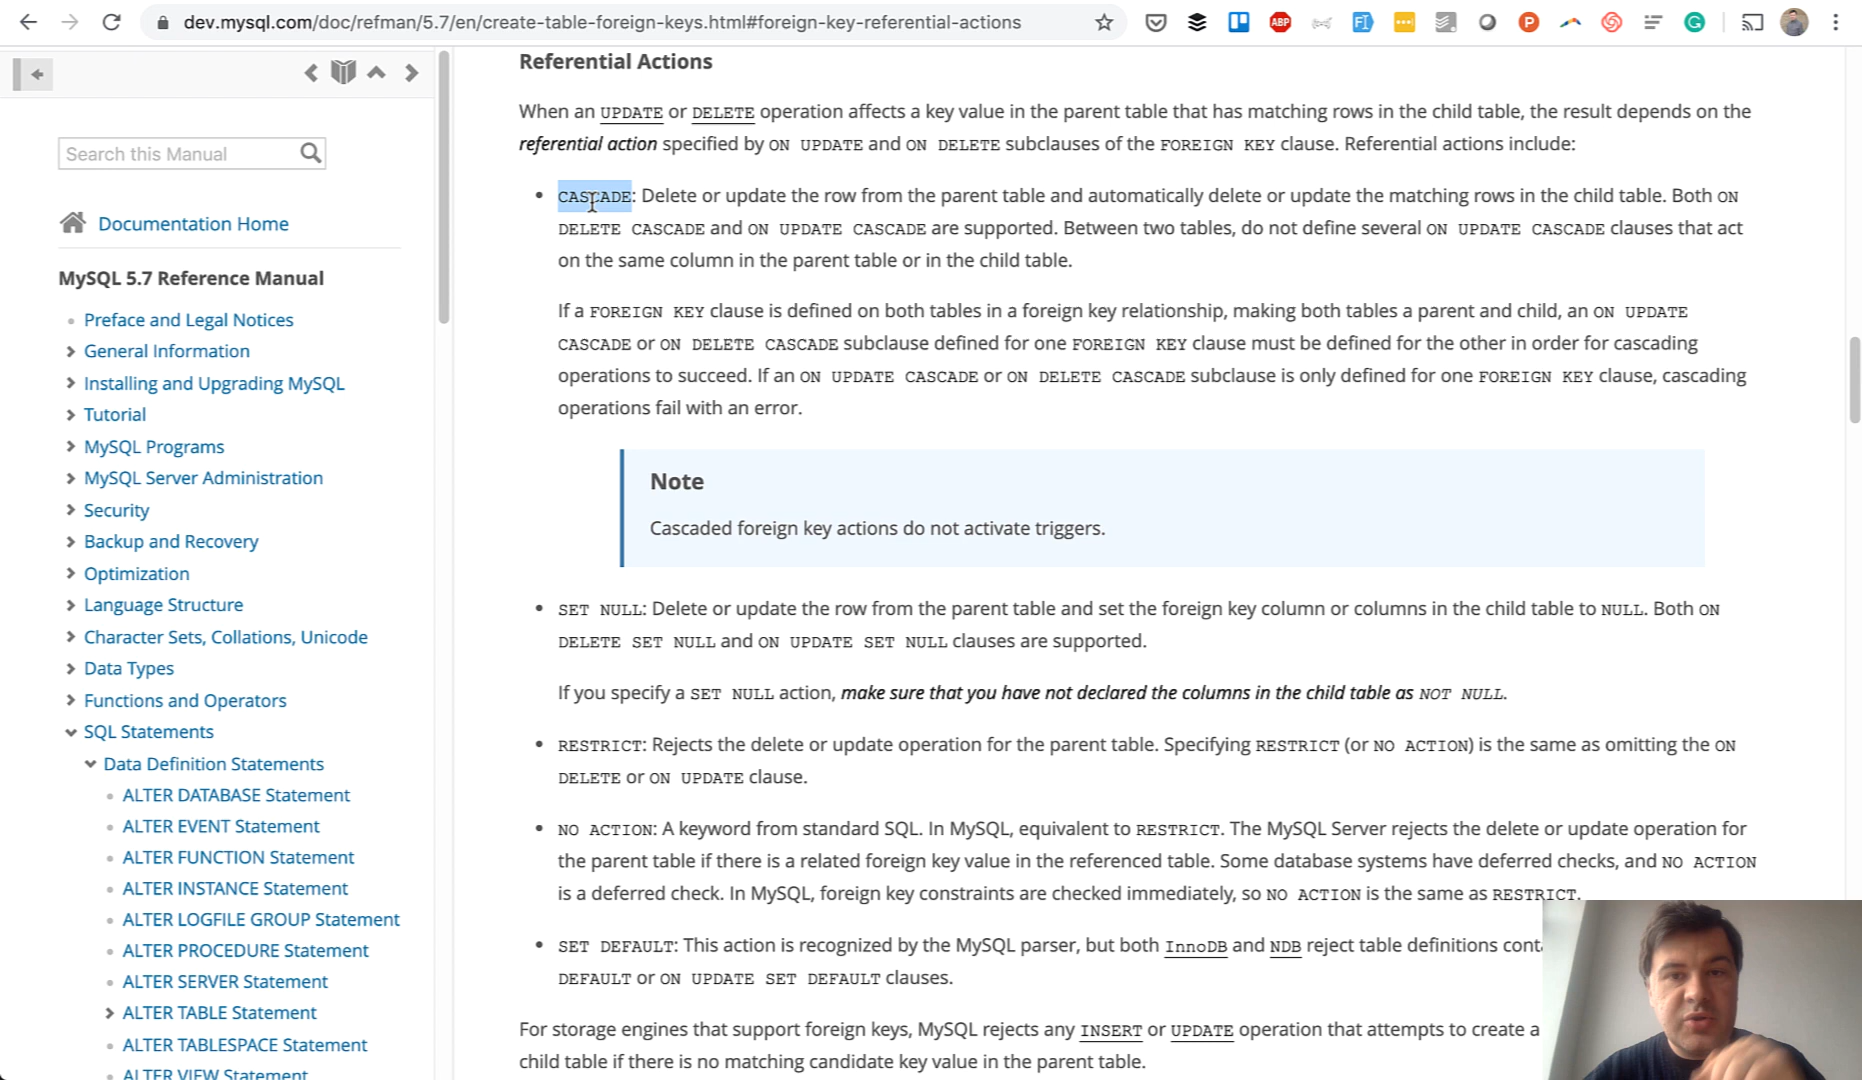 dev.mysql.com/doc/refman/5.7/en/create-table-foreign-keys.html#foreign-key-referential-actions
ABP
Search this Manual
Documentation Home
MySQL 5.7 Reference Manual
Preface and Legal Notices
General Information
Installing and Upgrading MySQL
Tutorial
MySQL Programs
MySQL Server Administration
Security
Backup and Recovery
Optimization
Language Structure
Character Sets, Collations, Unicode
Data Types
Functions and Operators
SQL Statements
Data Definition Statements
ALTER DATABASE Statement
ALTER EVENT Statement
ALTER FUNCTION Statement
ALTER INSTANCE Statement
ALTER LOGFILE GROUP Statement
ALTER PROCEDURE Statement
ALTER SERVER Statement
ALTER TABLE Statement
ALTER TABLESPACE Statement
ALTER VIEW Statement
Referential Actions
When an UPDATE or DELETE operation affects a key value in the parent table that has matching rows in the child table, the result depends on the
referential action specified by ON UPDATE and ON DELETE subclauses of the FOREIGN KEY clause. Referential actions include:
CASCADE: Delete or update the row from the parent table and automatically delete or update the matching rows in the child table. Both ON
DELETE CASCADE and ON UPDATE CASCADE are supported. Between two tables, do not define several ON UPDATE CASCADE clauses that act
on the same column in the parent table or in the child table.
If a FOREIGN KEY clause is defined on both tables in a foreign key relationship, making both tables a parent and child, an ON UPDATE
CASCADE or ON DELETE CASCADE subclause defined for one FOREIGN KEY clause must be defined for the other in order for cascading
operations to succeed. If an ON UPDATE CASCADE or ON DELETE CASCADE subclause is only defined for one FOREIGN KEY clause, cascading
operations fail with an error.
Note
Cascaded foreign key actions do not activate triggers.
SET NULL: Delete or update the row from the parent table and set the foreign key column or columns in the child table to NULL. Both ON
DELETE SET NULL and ON UPDATE SET NULL clauses are supported.
If you specify a SET NULL action, make sure that you have not declared the columns in the child table as NOT NULL.
RESTRICT: Rejects the delete or update operation for the parent table. Specifying RESTRICT (or NO ACTION) is the same as omitting the ON
DELETE or ON UPDATE clause.
NO ACTION: A keyword from standard SQL. In MySQL, equivalent to RESTRICT. The MySQL Server rejects the delete or update operation for
the parent table if there is a related foreign key value in the referenced table. Some database systems have deferred checks, and NO ACTION
is a deferred check. In MySQL, foreign key constraints are checked immediately, so NO ACTION is the same as RESTRICT.
SET DEFAULT: This action is recognized by the MySQL parser, but both InnoDB and NDB reject table definitions conta
DEFAULT or ON UPDATE SET DEFAULT clauses.
For storage engines that support foreign keys, MySQL rejects any INSERT or UPDATE operation that attempts to create a
child table if there is no matching candidate key value in the parent table.